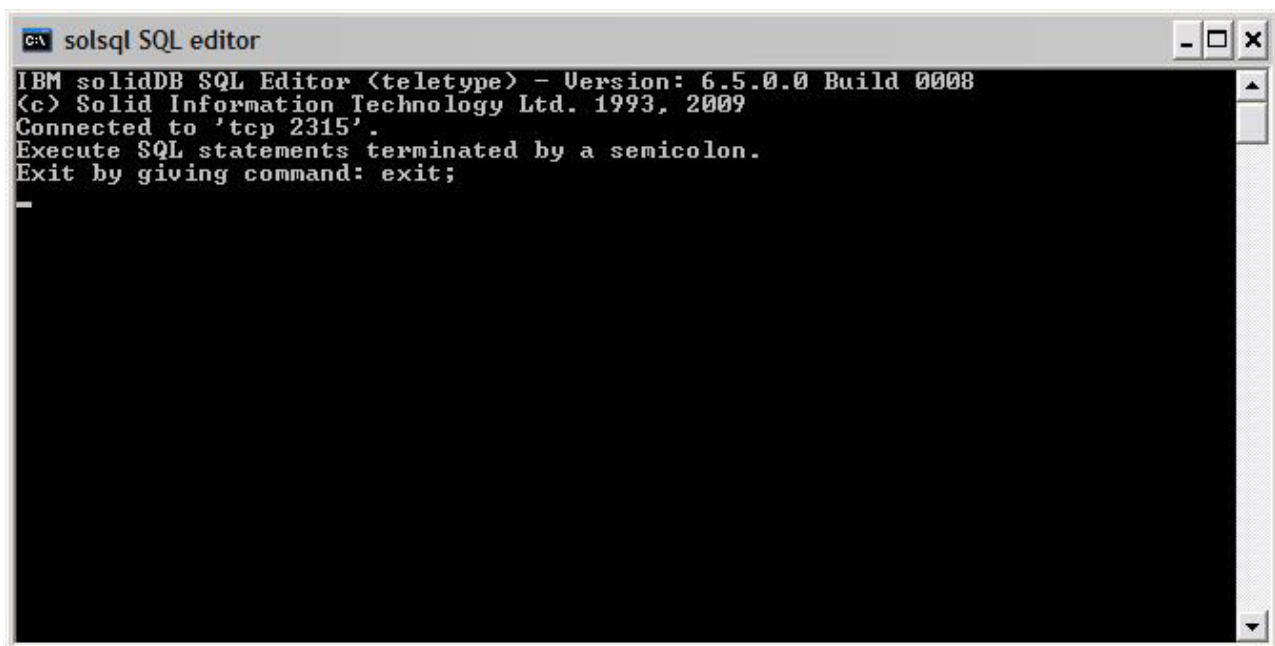 solsql SQL editor
IBM solidDB SQL Editor (teletype) - Version: 6.5.0.0 Build 0008
(c) Solid Information Technology Ltd. 1993, 2009
Connected to 'tcp 2315'.
Execute SQL statements terminated by a semicolon.
Exit by giving command: exit;